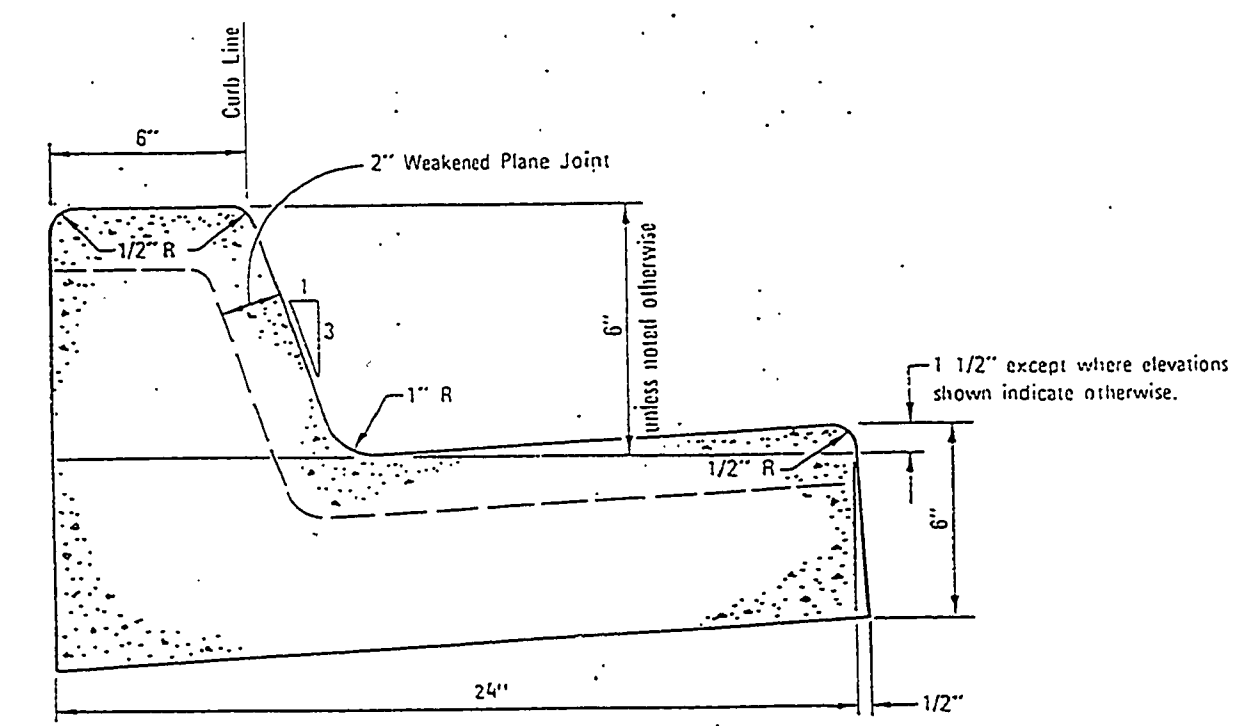 Curb Line
6"
2" Weakened Plane Joint
1/2" R
1
3
6"
unless noted otherwise
1" R
1 1/2" except where elevations
shown indicate otherwise.
1/2" R
6"
24"
1/2"